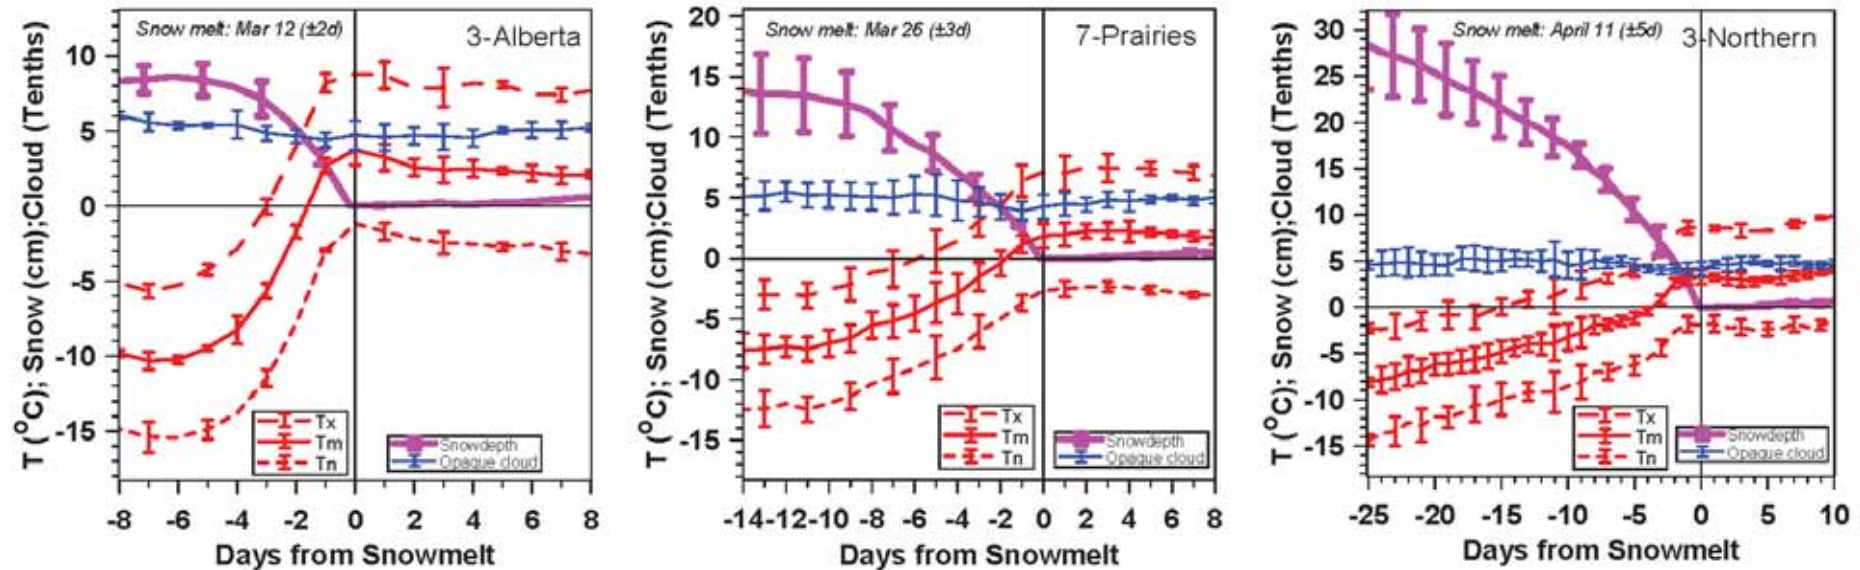 T (°C); Snow (cm);Cloud (Tenths)
10
5
0
-5
-10
-15
Snow melt: Mar 12 (±2d)
3-Alberta
Tx
Tm
Tn
Snowdepth
Opaque cloud
-8 -6 -4 -2 0 2 4 6 8
Days from Snowmelt
T (°C); Snow (cm);Cloud (Tenths)
20
15
10
5
0
-5
-10
-15
Snow melt: Mar 26 (±3d)
7-Prairies
Tx
Tm
Tn
Snowdepth
Opaque cloud
-14 -12 -10 -8 -6 -4 -2 0 2 4 6 8
Days from Snowmelt
T (°C); Snow (cm);Cloud (Tenths)
30
25
20
15
10
5
0
-5
-10
-15
Snow melt: April 11 (±5d)
3-Northern
Tx
Tm
Tn
Snowdepth
Opaque cloud
-25 -20 -15 -10 -5 0 5 10
Days from Snowmelt